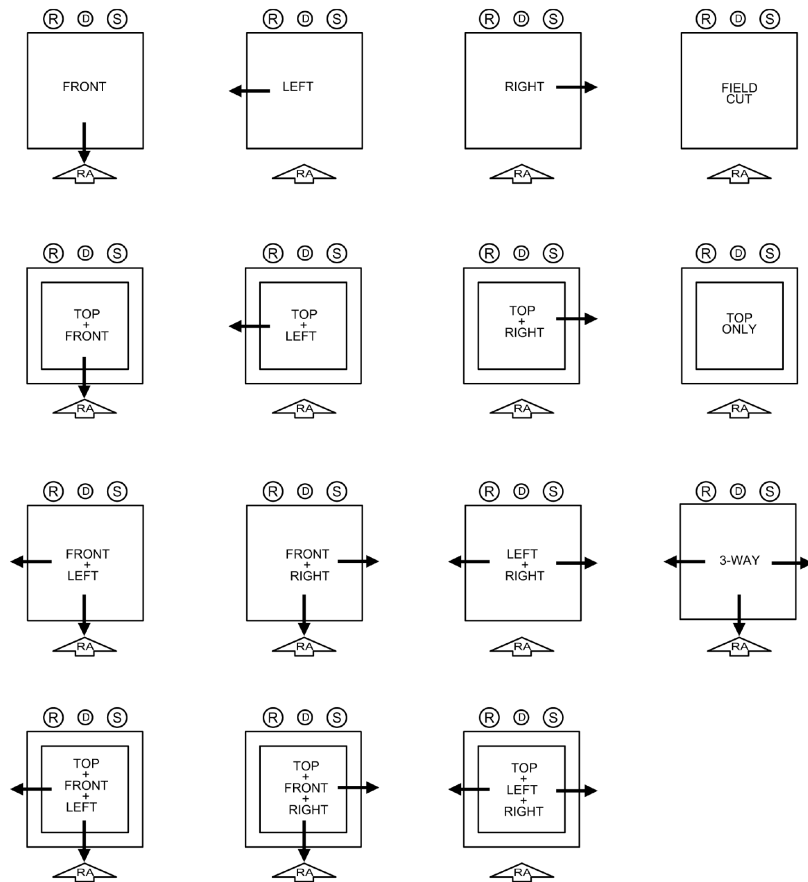 R D S R D S R D S R D S
FRONT
LEFT
RIGHT
FIELD
CUT
RA RA RA RA
R D S R D S R D S R D S
TOP
+
FRONT
TOP
+
LEFT
TOP
+
RIGHT
TOP
ONLY
RA RA RA RA
R D S R D S R D S R D S
FRONT
+
LEFT
FRONT
+
RIGHT
LEFT
+
RIGHT
3-WAY
RA RA RA RA
R D S R D S R D S
TOP
+
FRONT
+
LEFT
TOP
+
FRONT
+
RIGHT
TOP
+
LEFT
+
RIGHT
RA RA RA